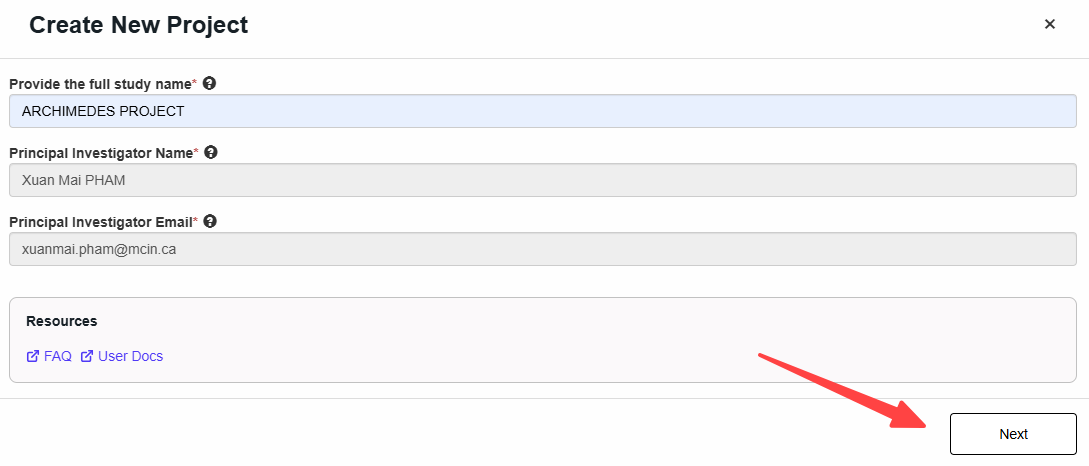 Create New Project
×
Provide the full study name* ?
ARCHIMEDES PROJECT
Principal Investigator Name* ?
Xuan Mai PHAM
Principal Investigator Email* ?
xuanmai.pham@mcin.ca
Resources
FAQ User Docs
Next